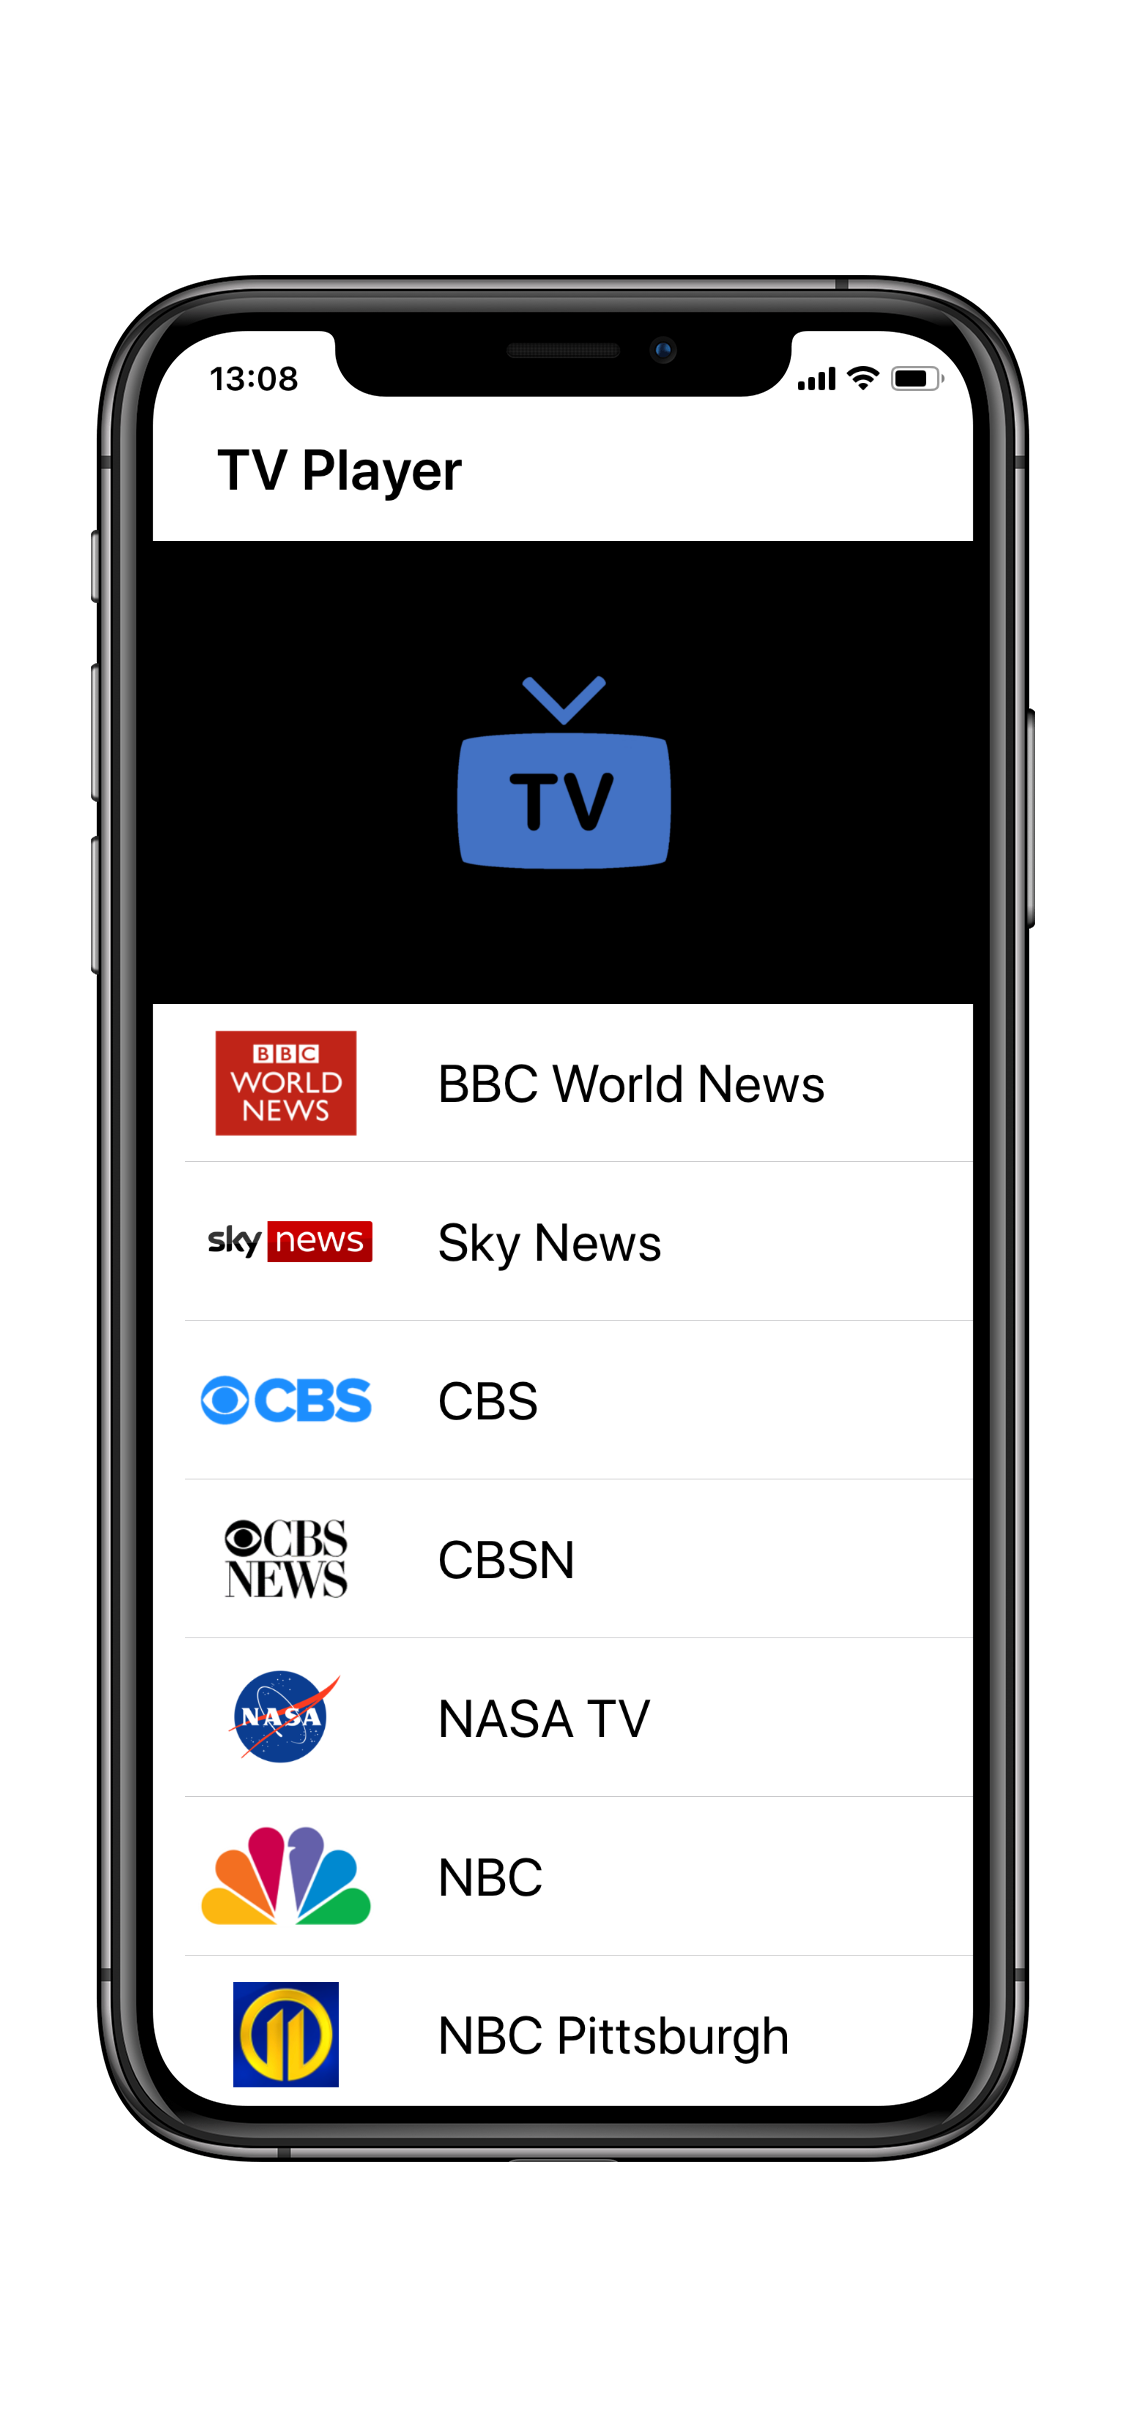 13:08
TV Player
TV
BBC
WORLD
NEWS
BBC World News
sky news
Sky News
CBS
CBS
CBS
NEWS
CBSN
NASA
NASA TV
NBC
11
NBC Pittsburgh